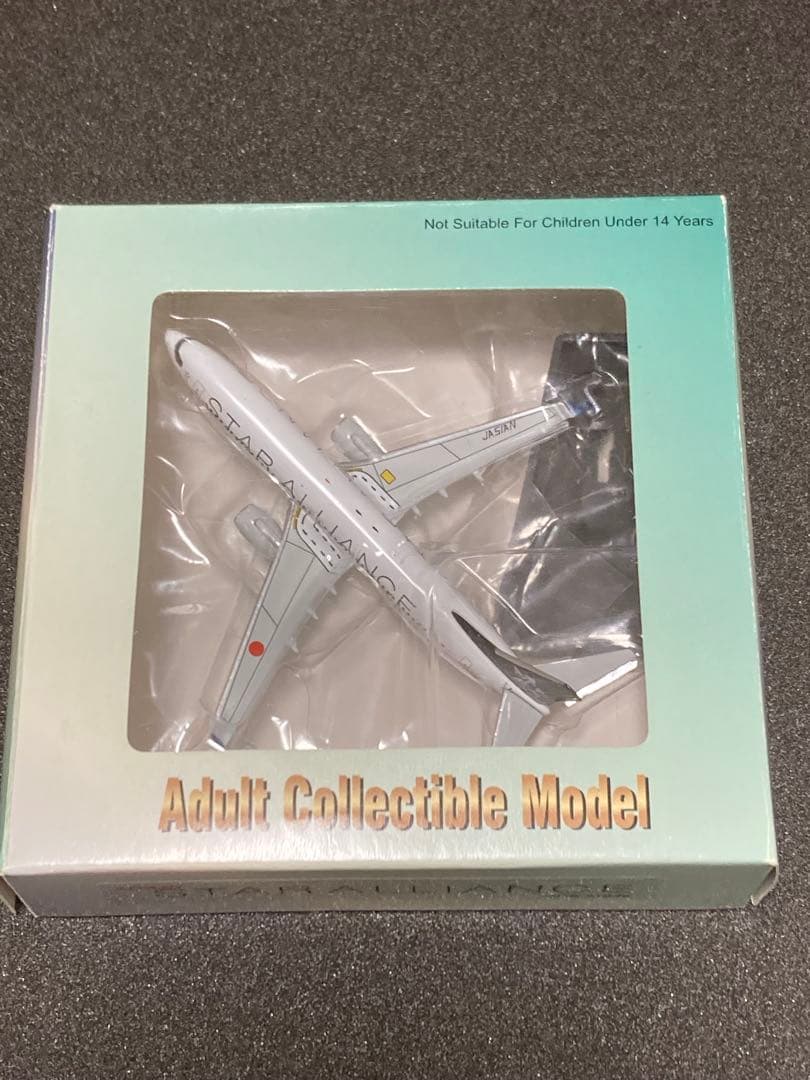 Not Suitable For Children Under 14 Years
STAR ALLIANCE
JA51AN
Adult Collectible Model
STAR ALLIANCE